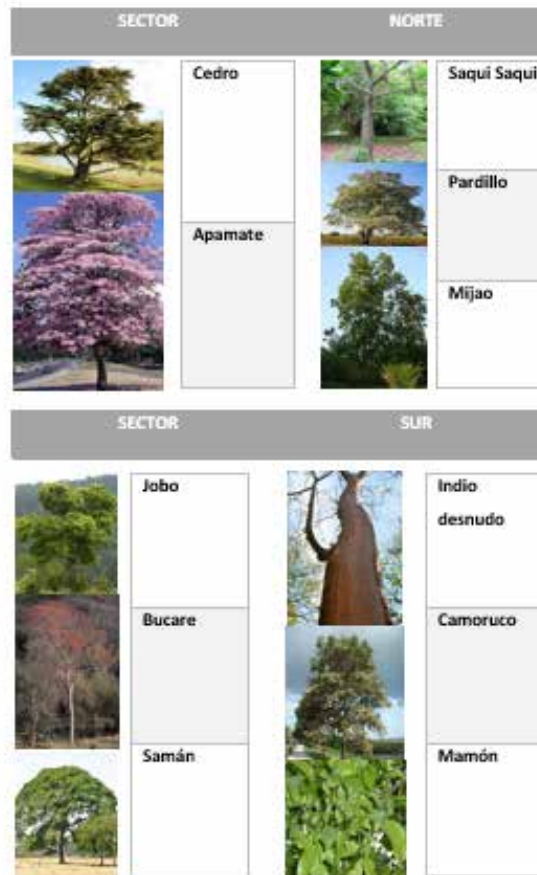 SECTOR NORTE
Cedro
Apamate
Saqui Saqui
Pardillo
Mijao
SECTOR SUR
Jobo
Bucare
Samán
Indio
desnudo
Camoruco
Mamón